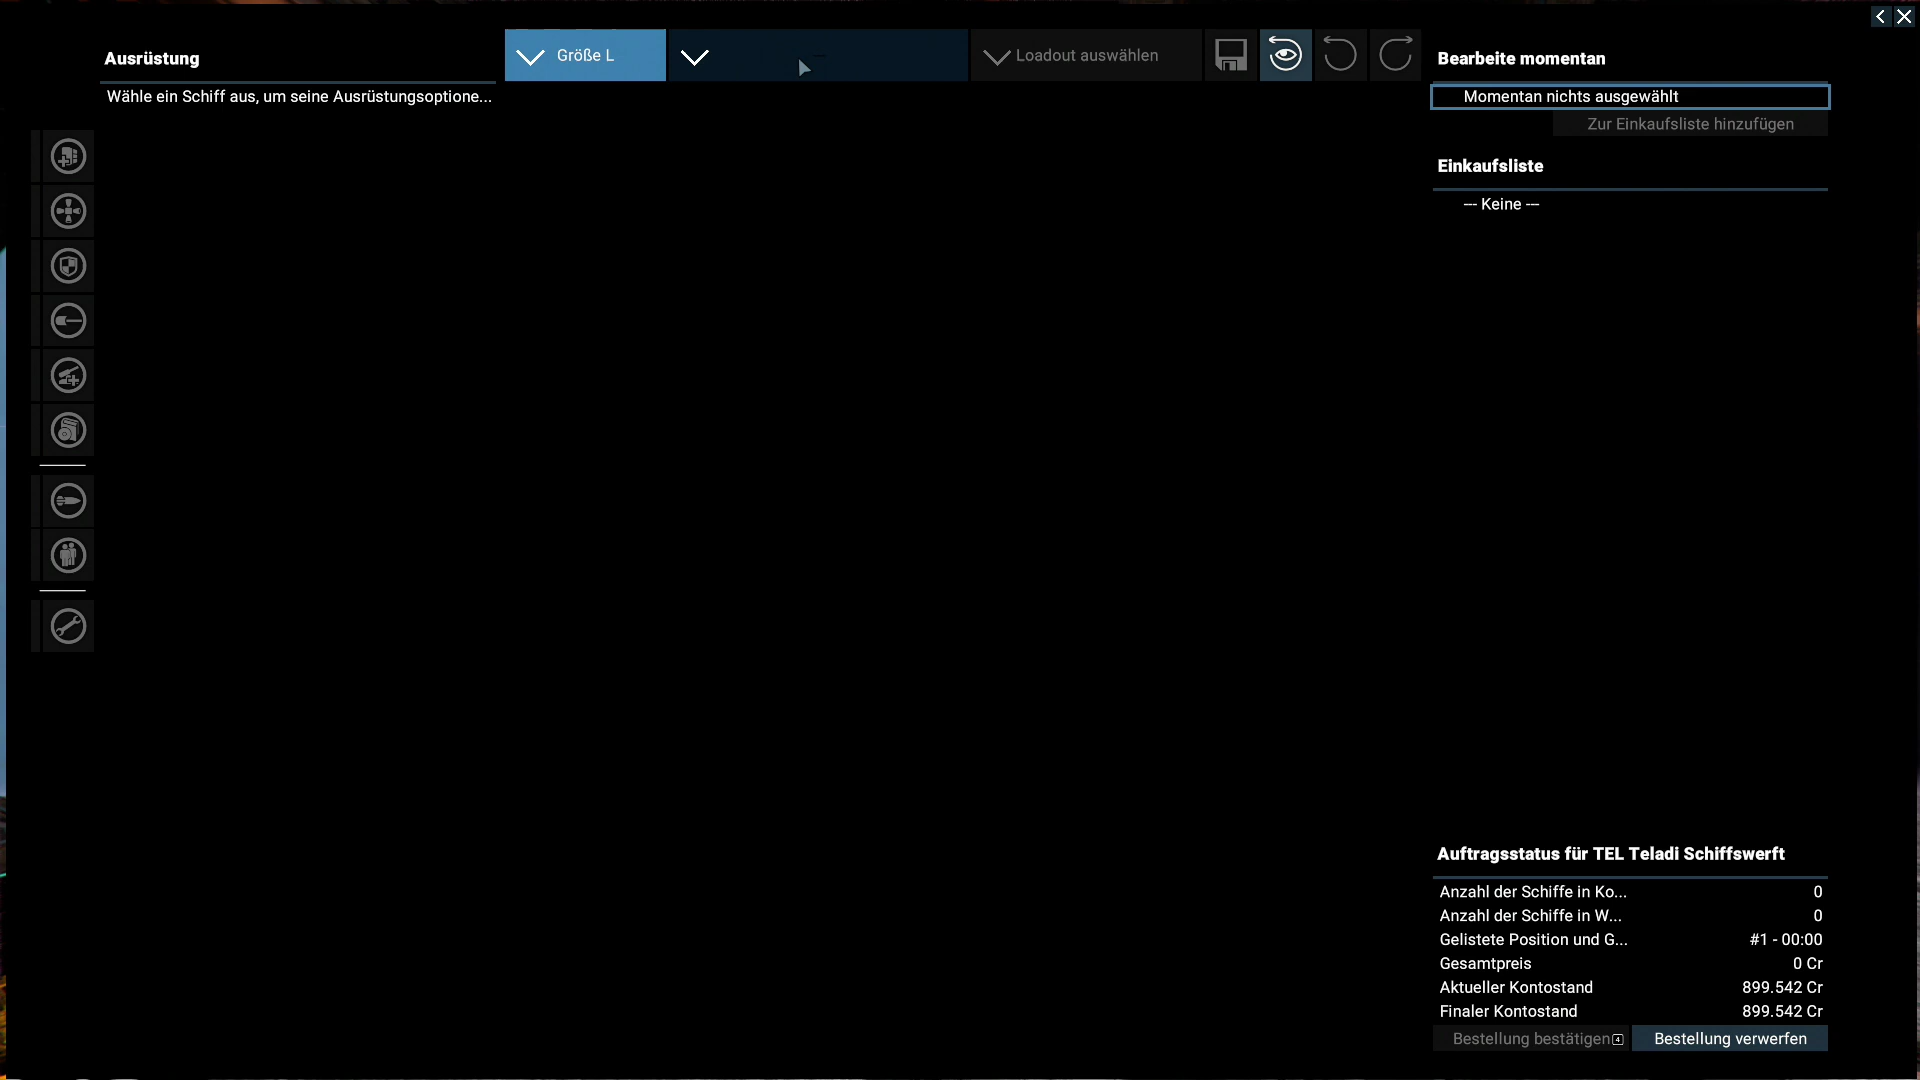 Ausrüstung
Wähle ein Schiff aus, um seine Ausrüstungsoptione...
Größe L
Loadout auswählen
Bearbeite momentan
Momentan nichts ausgewählt
Zur Einkaufsliste hinzufügen
Einkaufsliste
--- Keine ---
Auftragsstatus für TEL Teladi Schiffswerft
Anzahl der Schiffe in Ko... 0
Anzahl der Schiffe in W... 0
Gelistete Position und G... #1 - 00:00
Gesamtpreis 0 Cr
Aktueller Kontostand 899.542 Cr
Finaler Kontostand 899.542 Cr
Bestellung bestätigen 4
Bestellung verwerfen